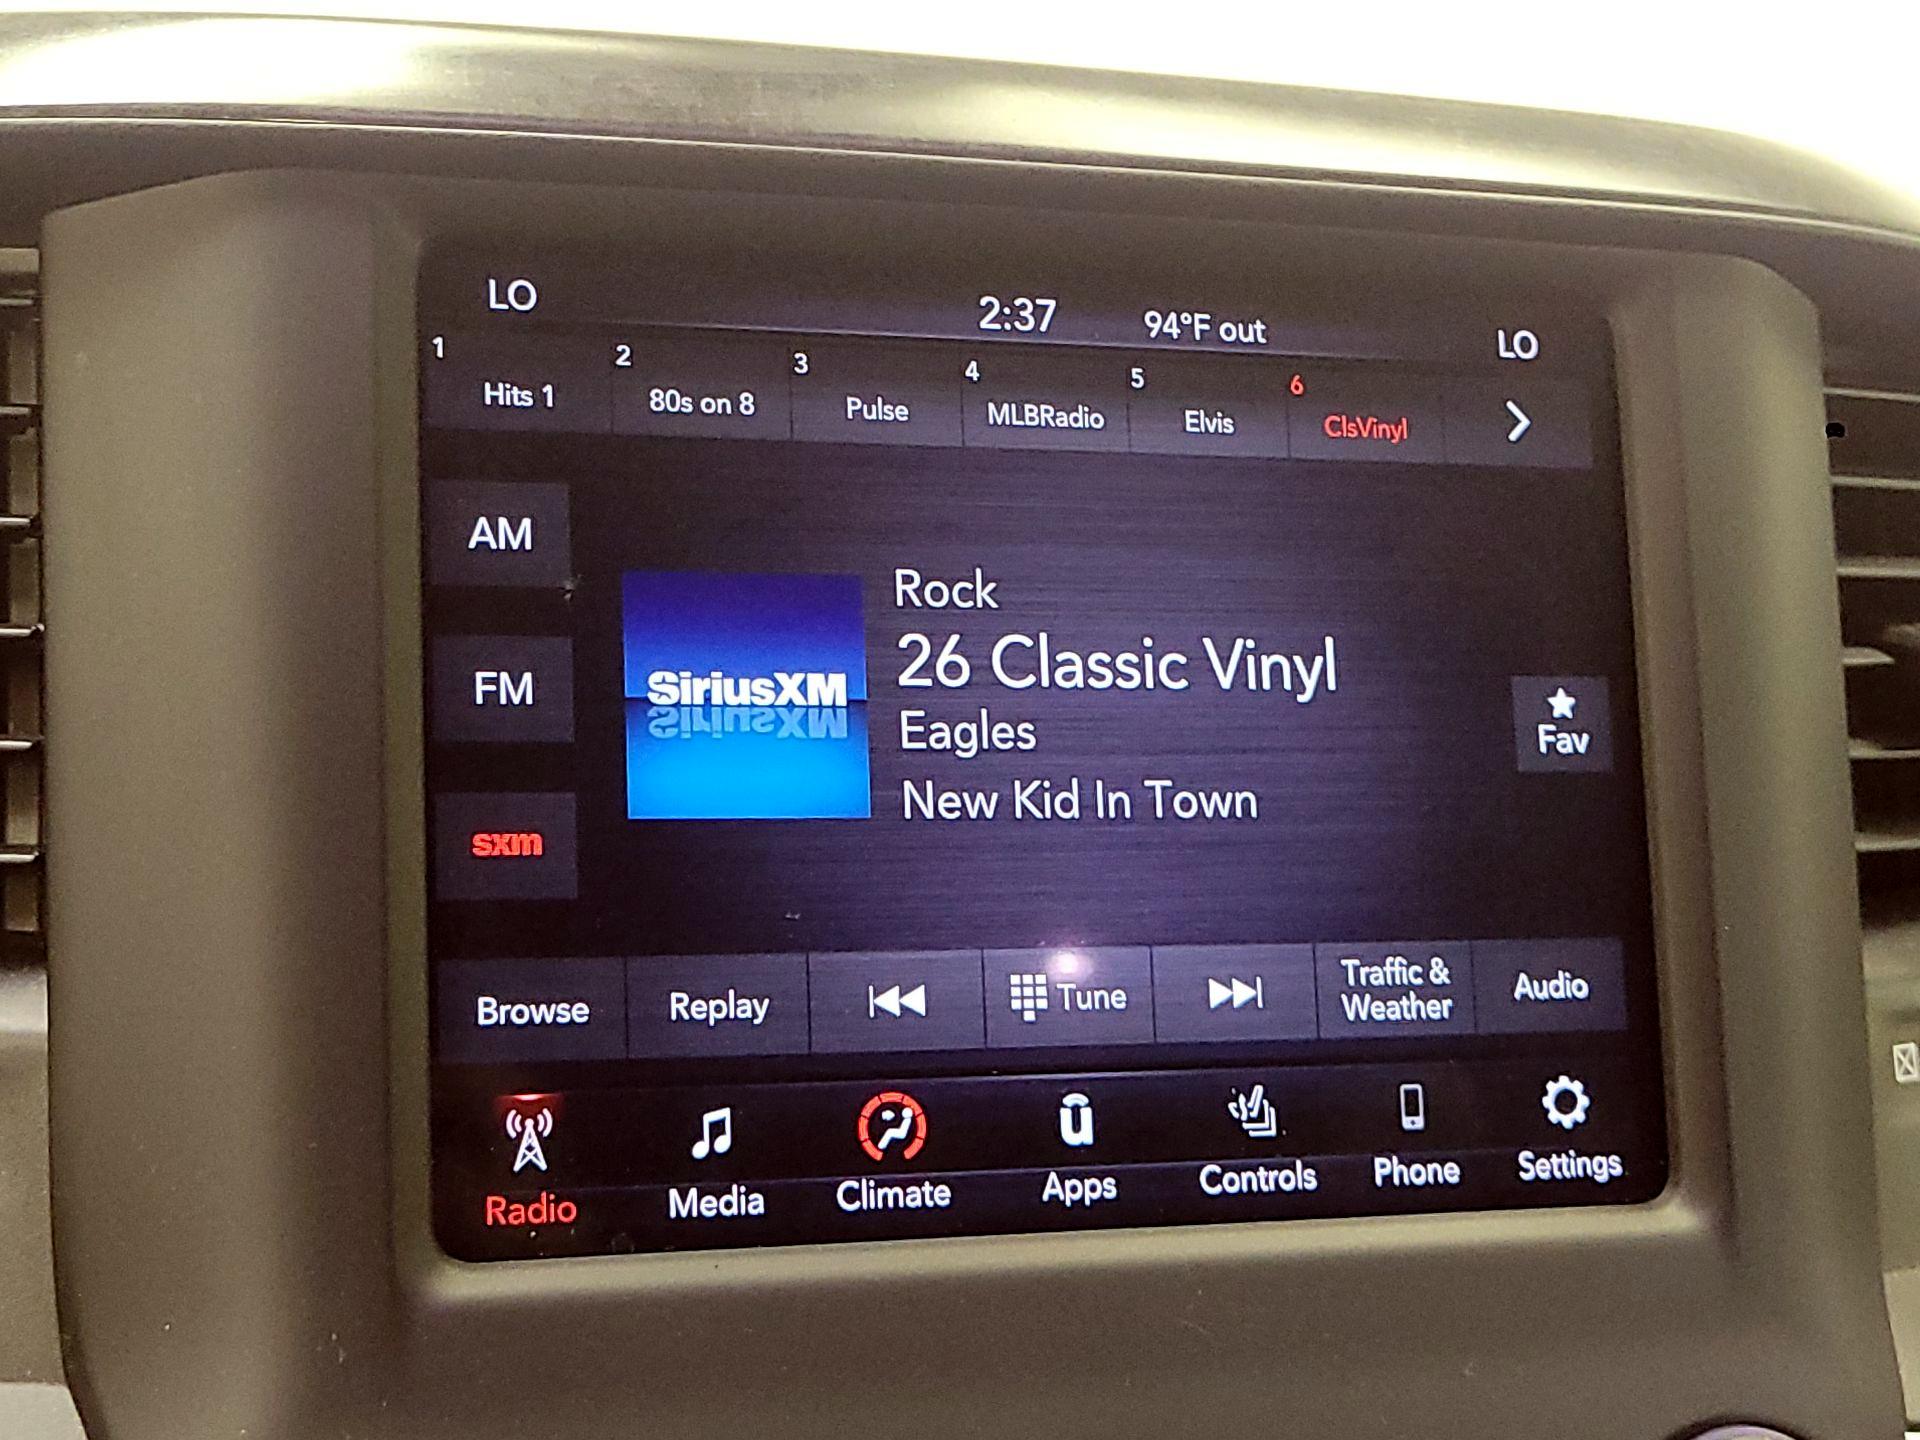 LO 2:37 94°F out LO
1 2 3 4 5 6
Hits 1 80s on 8 Pulse MLBRadio Elvis ClsVinyl
AM
FM
sxm
SiriusXM
Rock
26 Classic Vinyl
Eagles
New Kid In Town
Fav
Browse Replay Tune Traffic & Weather Audio
Radio Media Climate Apps Controls Phone Settings